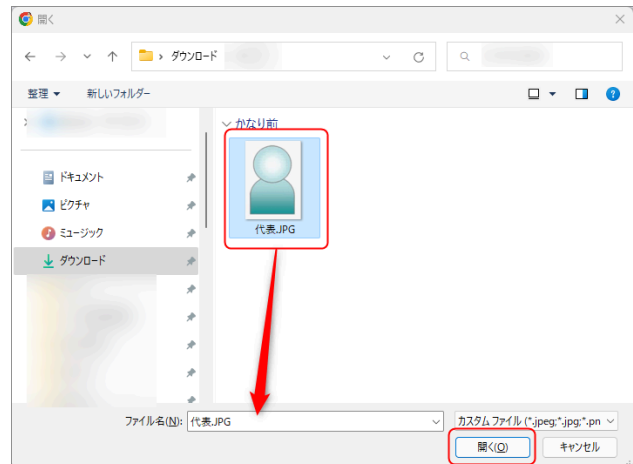 開く
ダウンロード
整理
新しいフォルダー
かなり前
ドキュメント
ピクチャ
ミュージック
ダウンロード
代表.JPG
ファイル名(N):
代表.JPG
カスタム ファイル (*.jpeg;*.jpg;*.pn
開く(O)
キャンセル